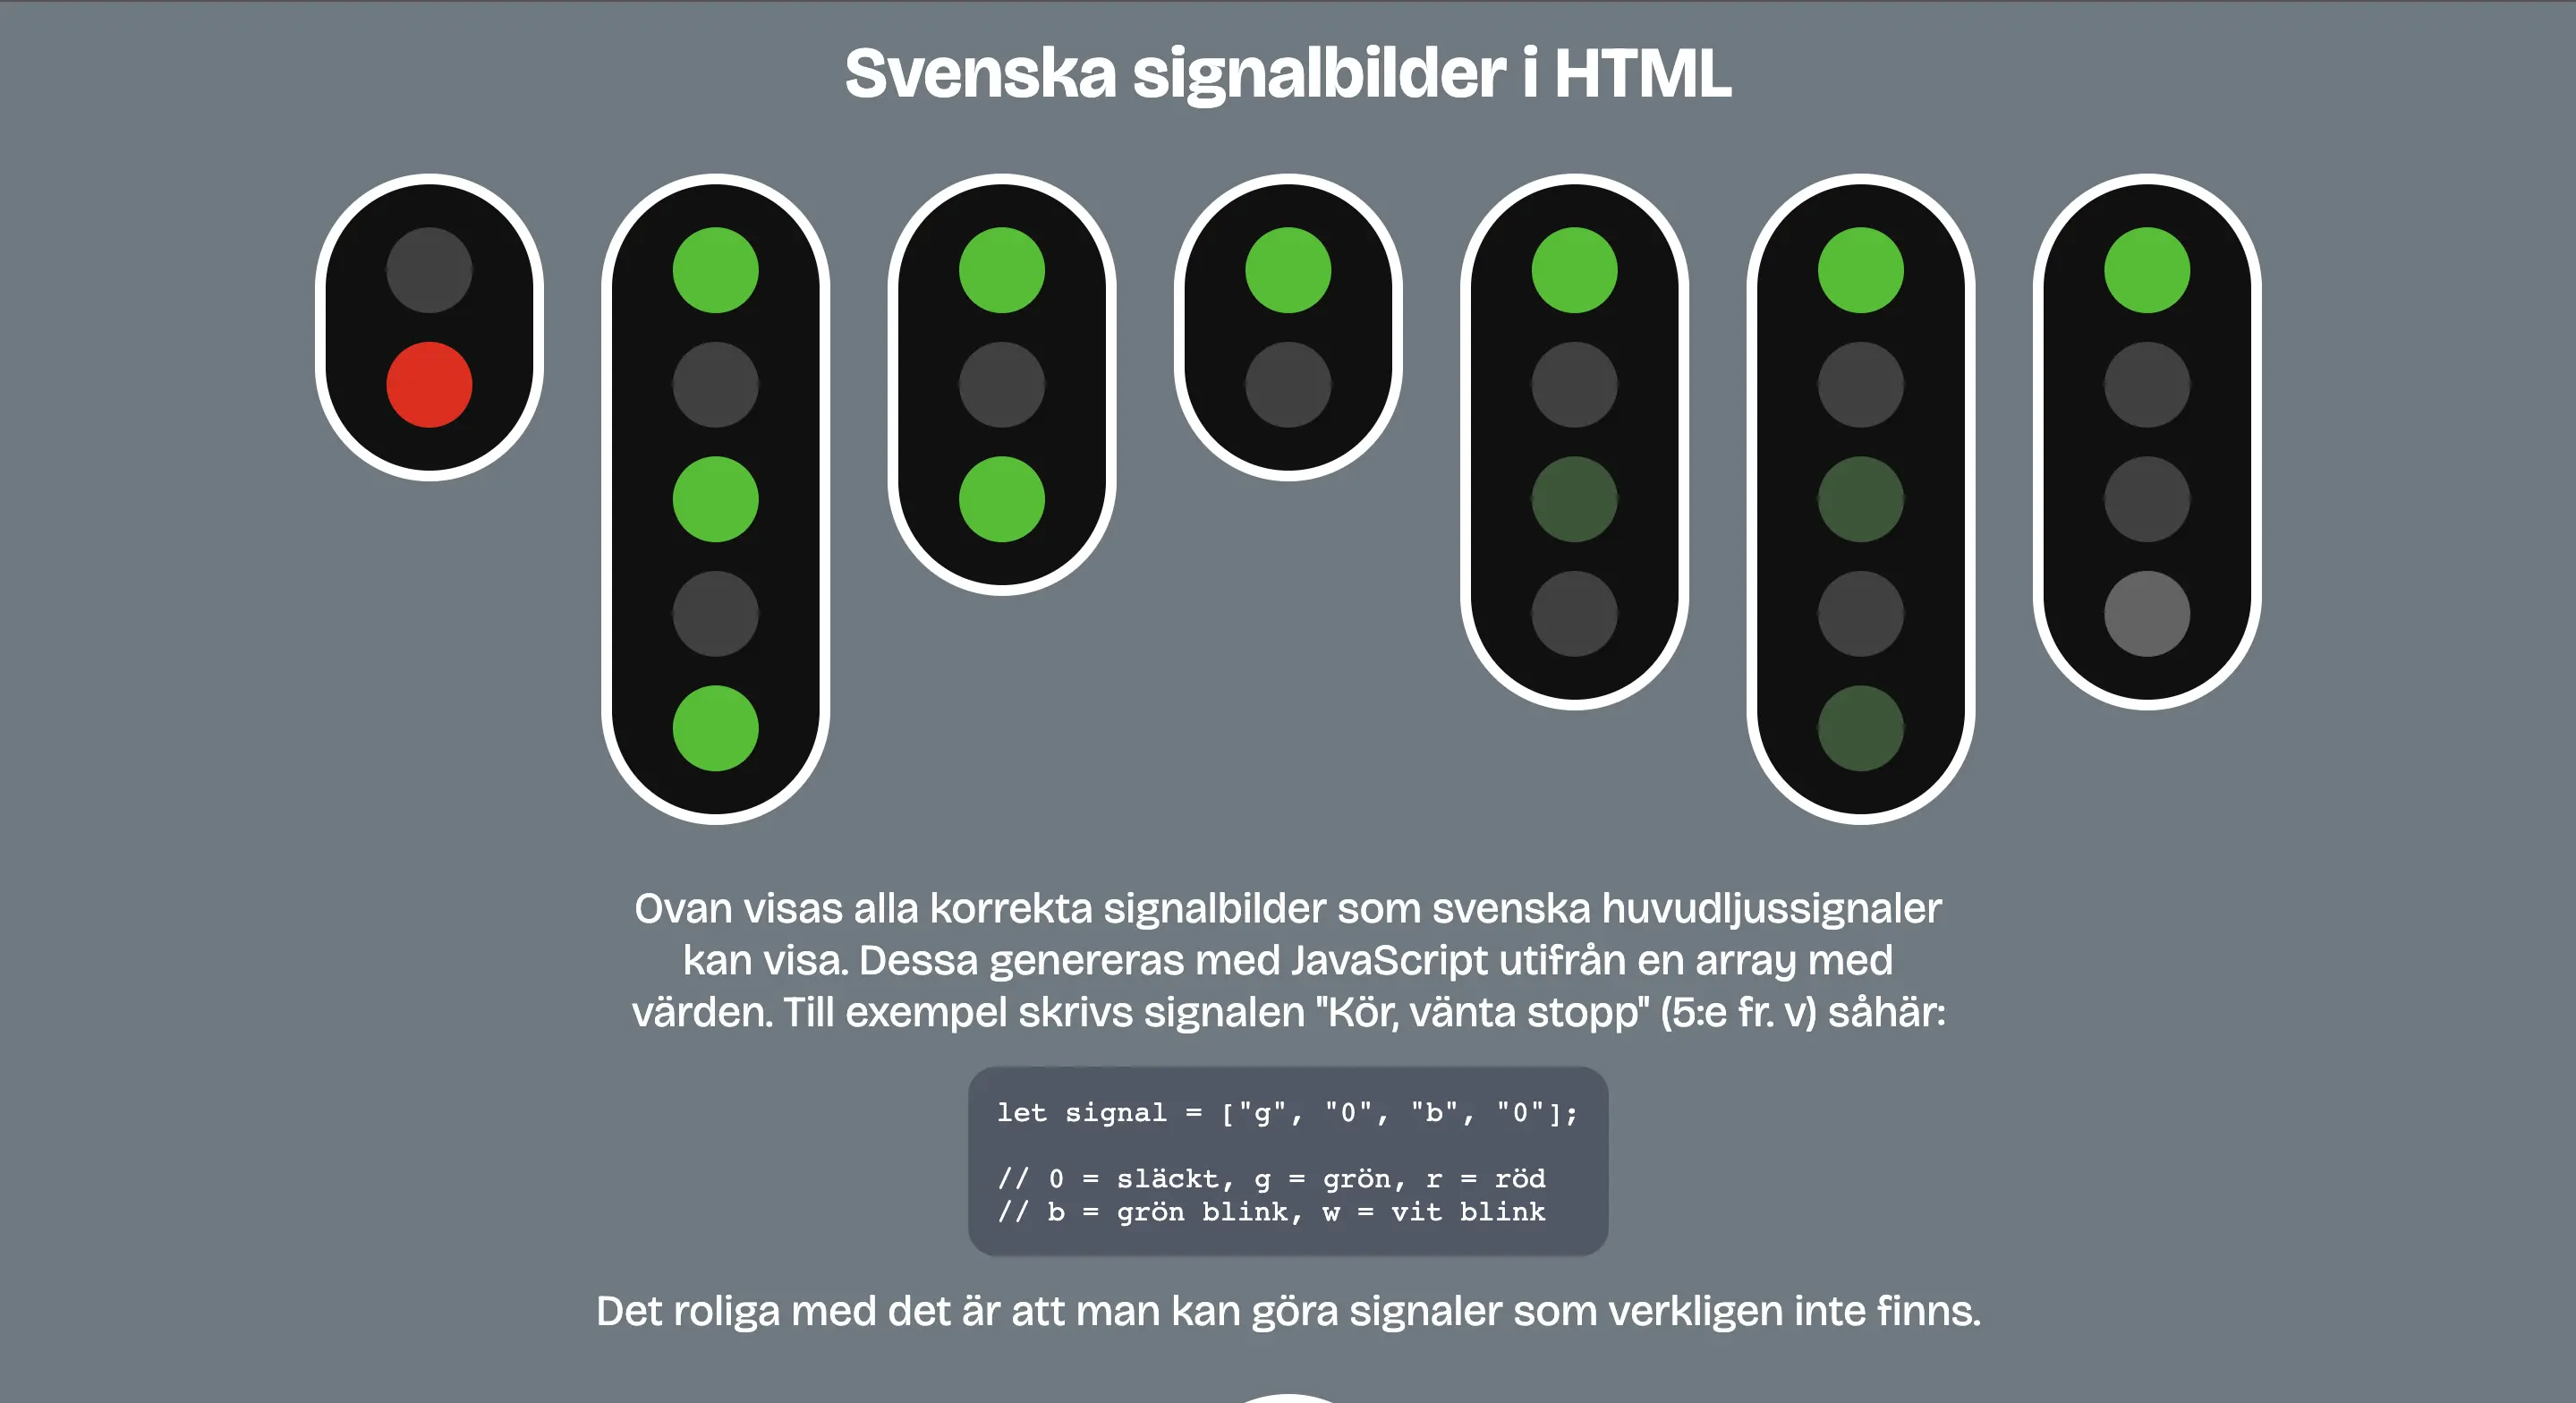 Svenska signalbilder i HTML
Ovan visas alla korrekta signalbilder som svenska huvudljussignaler
kan visa. Dessa genereras med JavaScript utifrån en array med
värden. Till exempel skrivs signalen "Kör, vänta stopp" (5:e fr. v) såhär:
let signal = ["g", "0", "b", "0"];
// 0 = släckt, g = grön, r = röd
// b = grön blink, w = vit blink
Det roliga med det är att man kan göra signaler som verkligen inte finns.